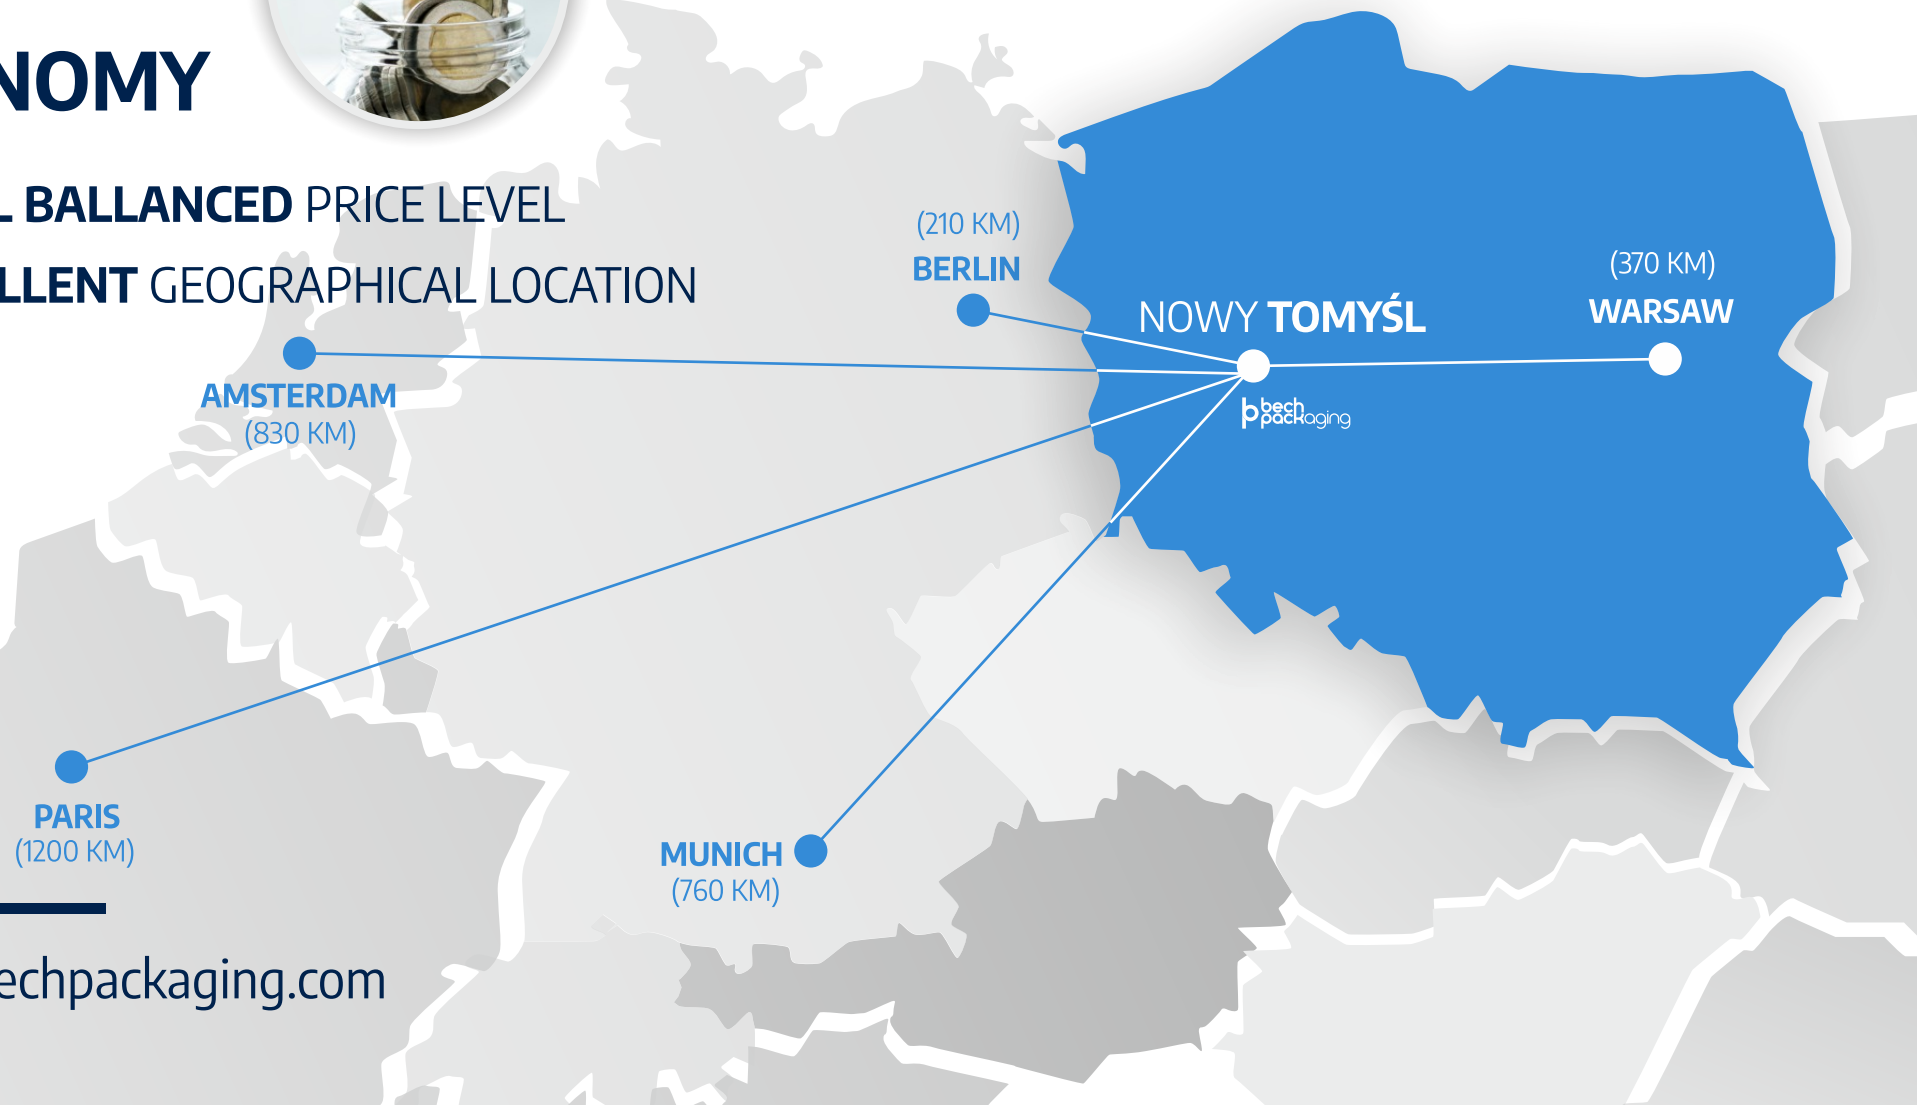 NOMY
L BALLANCED PRICE LEVEL
LLENT GEOGRAPHICAL LOCATION
(210 KM)
BERLIN
(370 KM)
WARSAW
NOWY TOMYŚL
bech
packaging
AMSTERDAM
(830 KM)
PARIS
(1200 KM)
MUNICH
(760 KM)
echpackaging.com